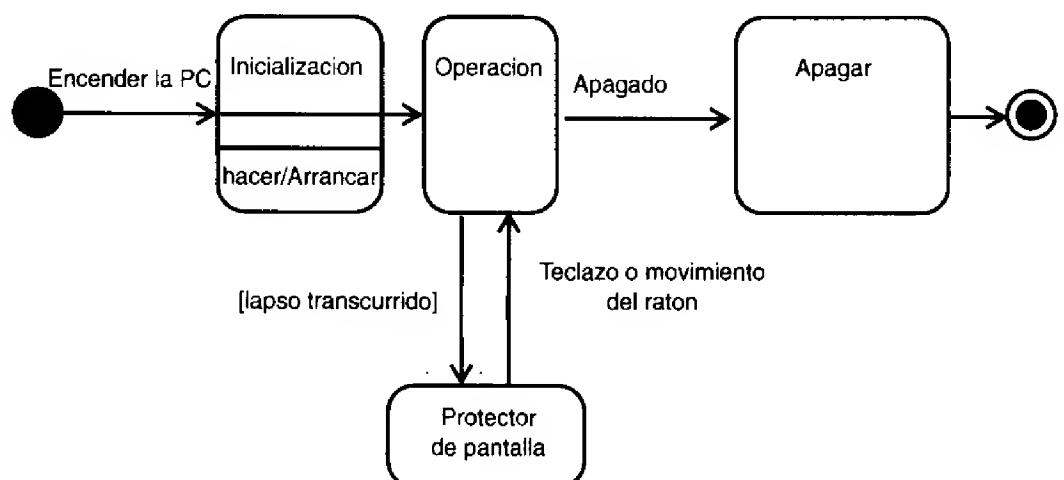 Encender la PC
Inicializacion
hacer/Arrancar
Operacion
Apagado
Apagar
[lapso transcurrido]
Teclazo o movimiento
del raton
Protector
de pantalla